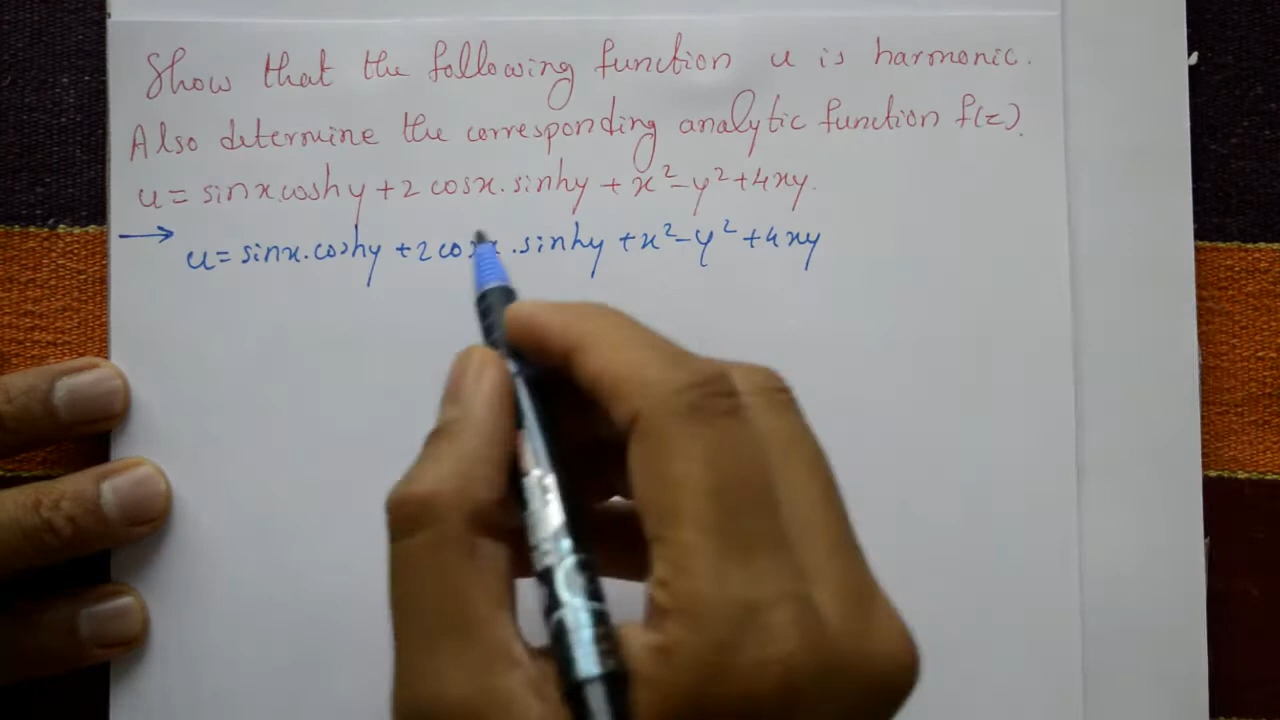 Show that the following function u is harmonic.
Also determine the corresponding analytic function f(z).
u = sinx.coshy + 2 cosx.sinhy + x² - y² + 4xy.
→ u = sinx.coshy + 2 cosx.sinhy + x² - y² + 4xy